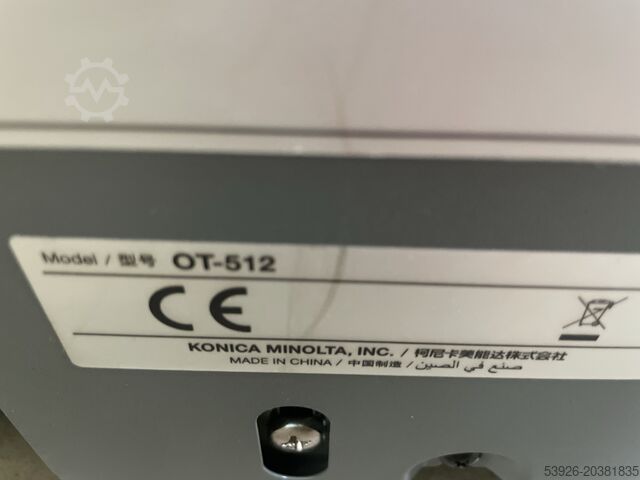 Model / 型号 OT-512
CE
KONICA MINOLTA, INC. / 柯尼卡美能达株式会社
MADE IN CHINA / 中国制造 / صنع في الصين
53926-20381835